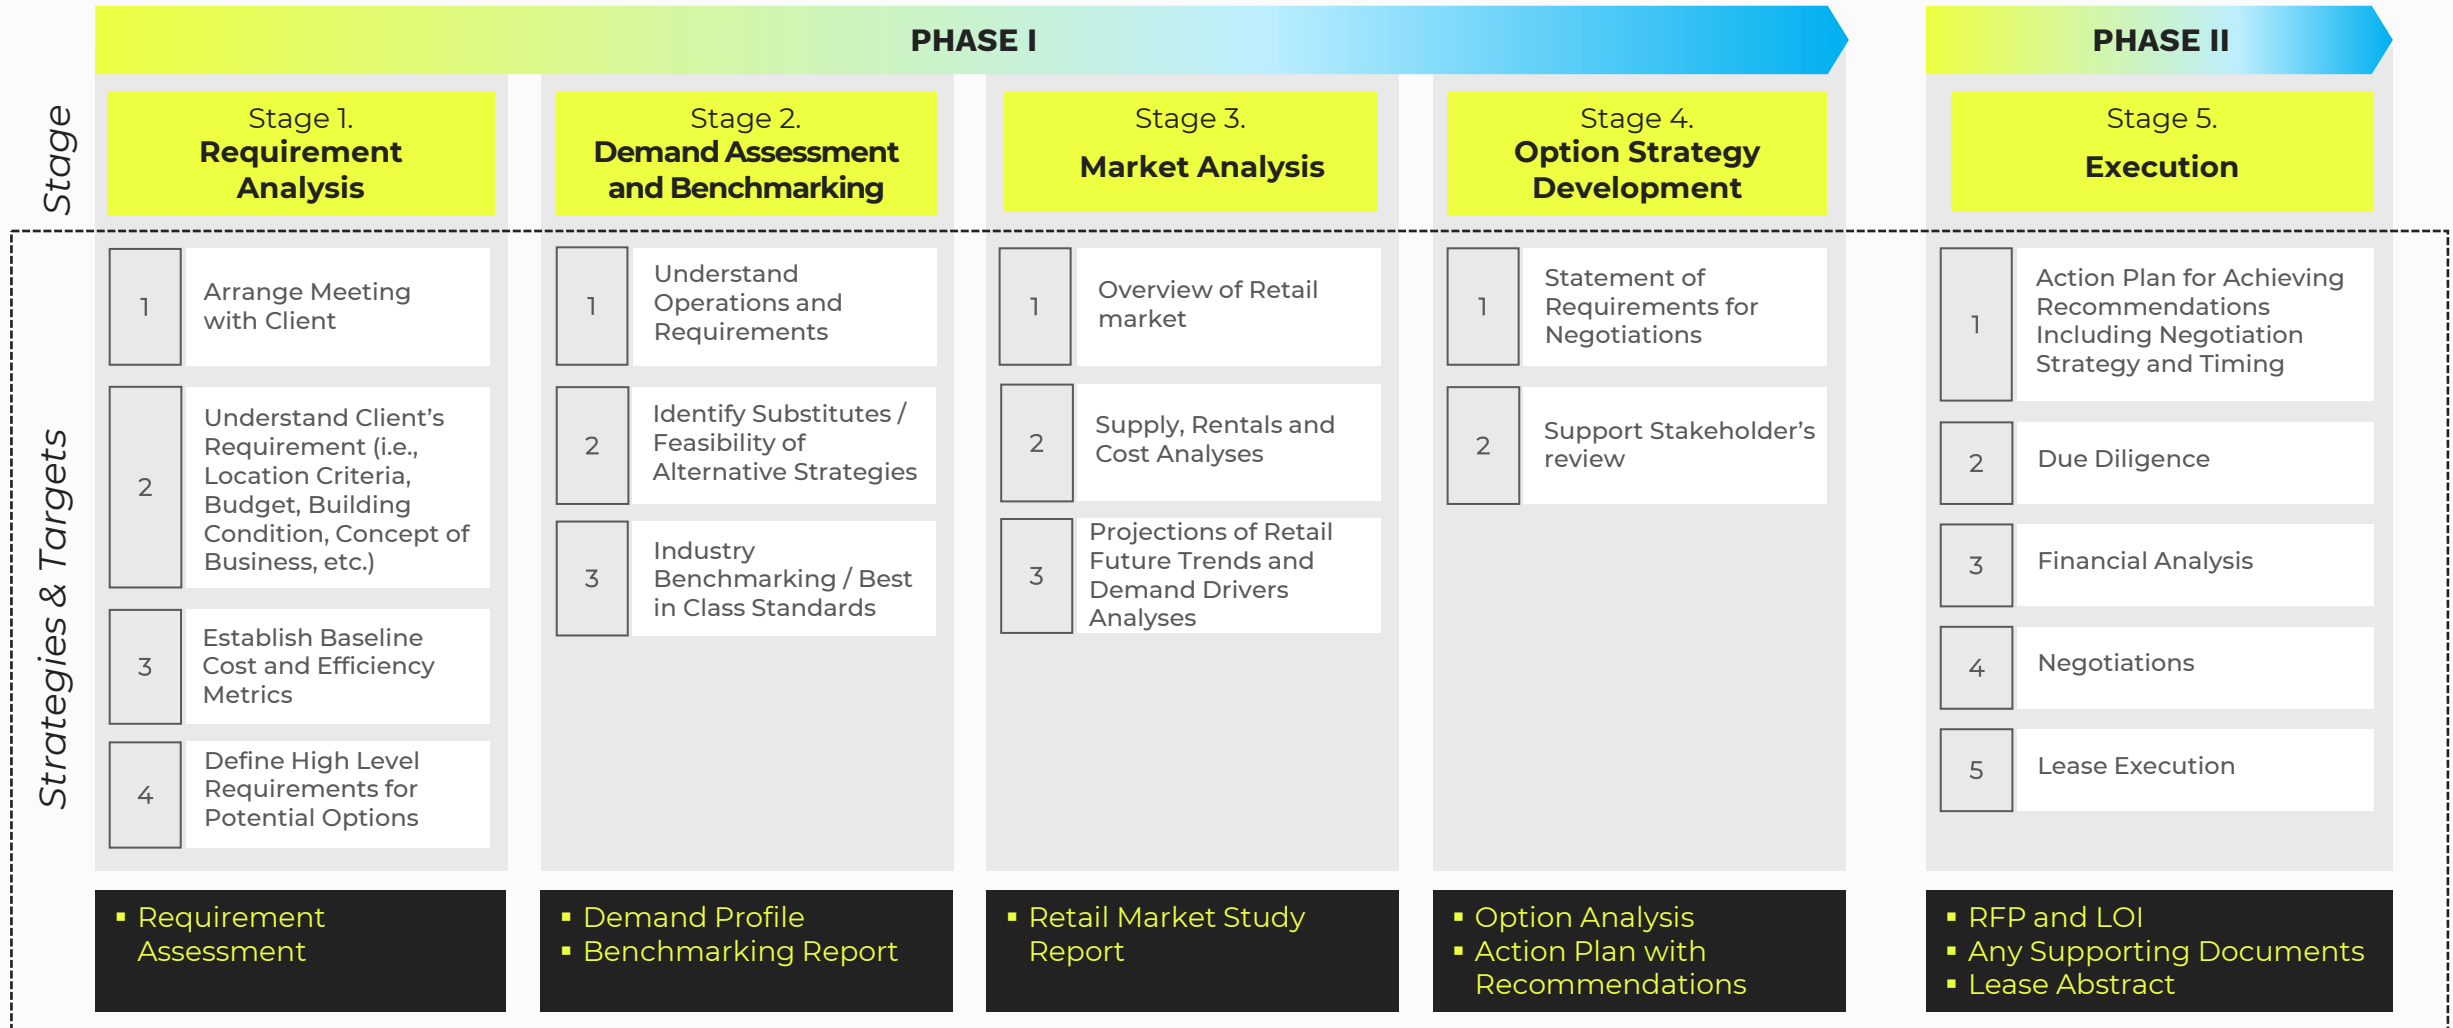 PHASE I
PHASE II
Stage
Stage 1.
Requirement
Analysis
Stage 2.
Demand Assessment
and Benchmarking
Stage 3.
Market Analysis
Stage 4.
Option Strategy
Development
Stage 5.
Execution
Strategies & Targets
1
Arrange Meeting
with Client
2
Understand Client’s
Requirement (i.e.,
Location Criteria,
Budget, Building
Condition, Concept of
Business, etc.)
3
Establish Baseline
Cost and Efficiency
Metrics
4
Define High Level
Requirements for
Potential Options
1
Understand
Operations and
Requirements
2
Identify Substitutes /
Feasibility of
Alternative Strategies
3
Industry
Benchmarking / Best
in Class Standards
1
Overview of Retail
market
2
Supply, Rentals and
Cost Analyses
3
Projections of Retail
Future Trends and
Demand Drivers
Analyses
1
Statement of
Requirements for
Negotiations
2
Support Stakeholder’s
review
1
Action Plan for Achieving
Recommendations
Including Negotiation
Strategy and Timing
2
Due Diligence
3
Financial Analysis
4
Negotiations
5
Lease Execution
▪ Requirement
Assessment
▪ Demand Profile
▪ Benchmarking Report
▪ Retail Market Study
Report
▪ Option Analysis
▪ Action Plan with
Recommendations
▪ RFP and LOI
▪ Any Supporting Documents
▪ Lease Abstract